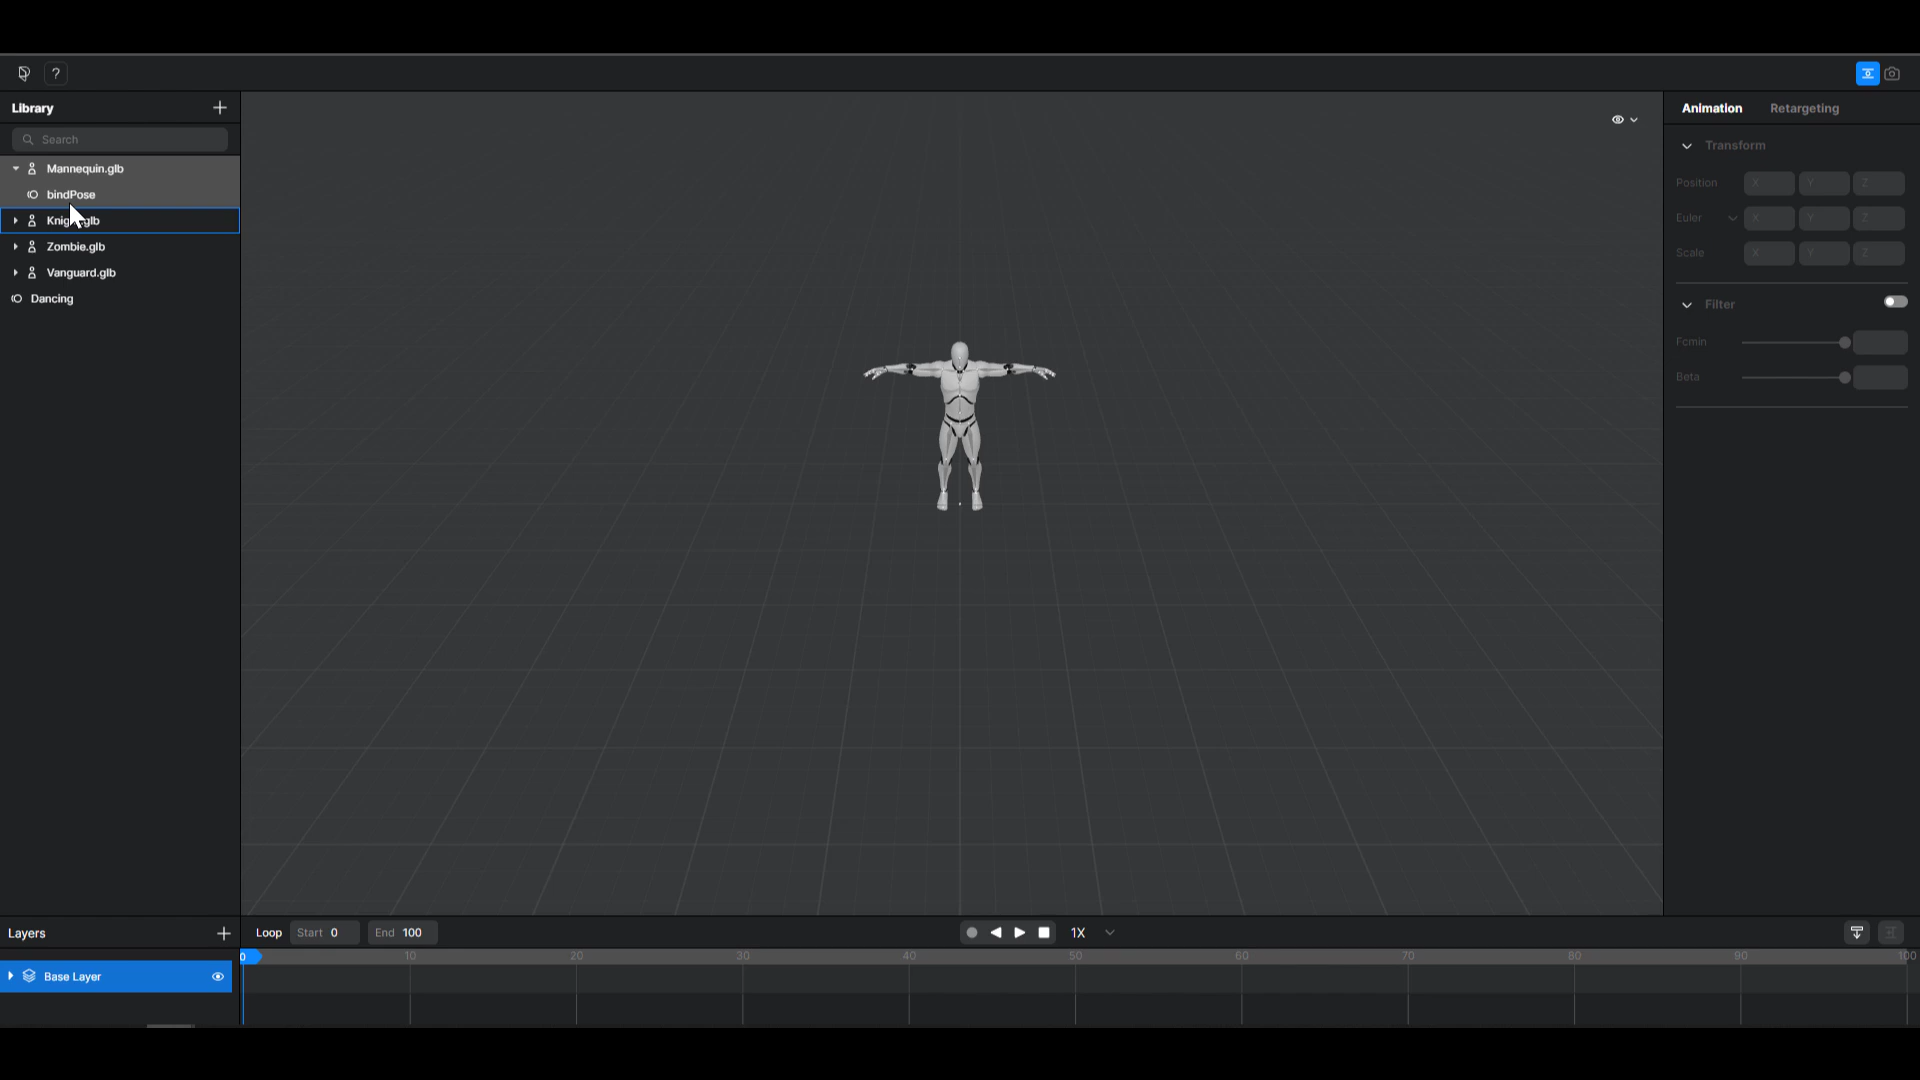 ?
Library
Search
Mannequin.glb
bindPose
glb
Zombie.glb
Vanguard.glb
Dancing
Animation
Retargeting
Transform
Position X Y Z
Euler X Y Z
Scale X Y Z
Filter
Fcmin
Beta
Layers
Loop Start 0 End 100
1X
0 10 20 30 40 50 60 70 80 90 100
Base Layer